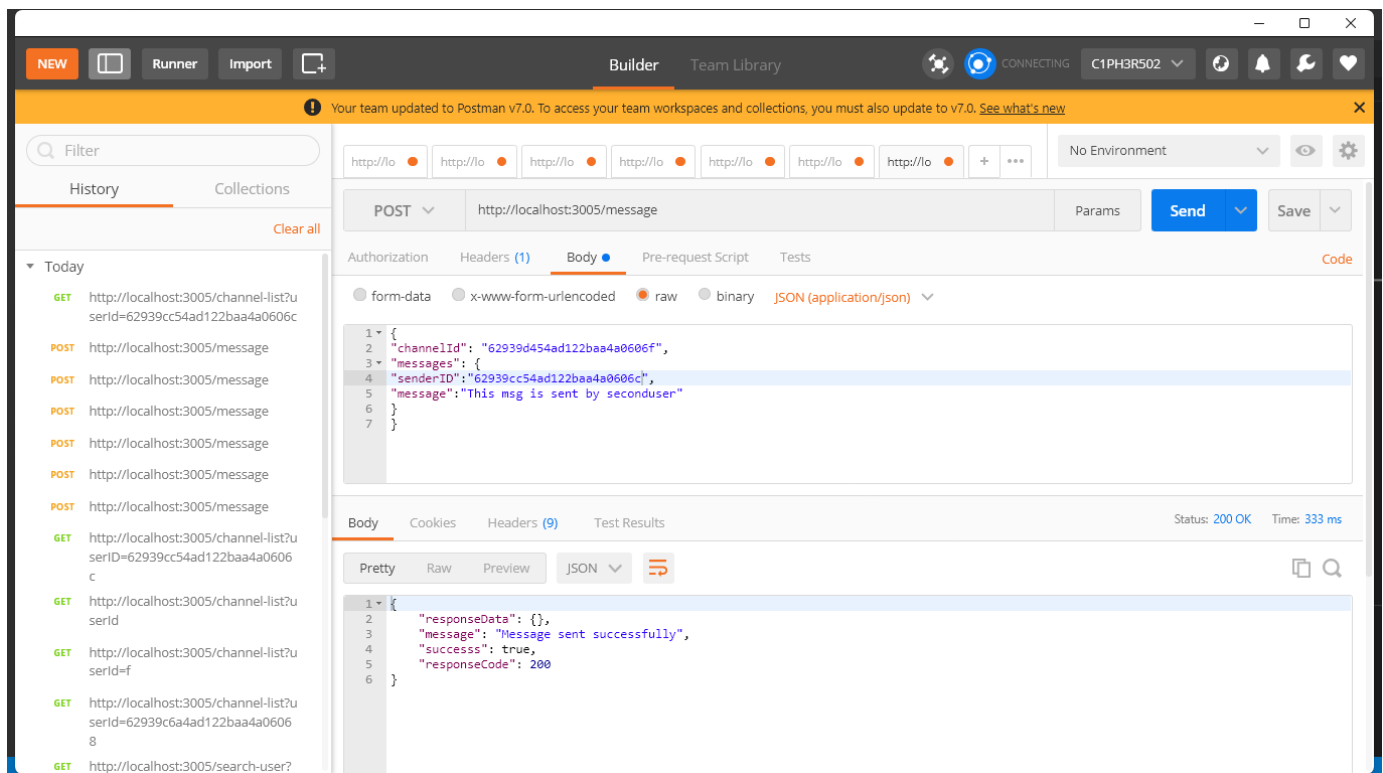 NEW Runner Import Builder Team Library CONNECTING C1PH3R502
Your team updated to Postman v7.0. To access your team workspaces and collections, you must also update to v7.0. See what's new
Filter
History Collections
Clear all
Today
GET http://localhost:3005/channel-list?u
serId=62939cc54ad122baa4a0606c
POST http://localhost:3005/message
POST http://localhost:3005/message
POST http://localhost:3005/message
POST http://localhost:3005/message
POST http://localhost:3005/message
POST http://localhost:3005/message
GET http://localhost:3005/channel-list?u
serID=62939cc54ad122baa4a0606
c
GET http://localhost:3005/channel-list?u
serId
GET http://localhost:3005/channel-list?u
serId=f
GET http://localhost:3005/channel-list?u
serId=62939c6a4ad122baa4a0606
8
GET http://localhost:3005/search-user?
http://lo http://lo http://lo http://lo http://lo http://lo http://lo + •••
No Environment
POST http://localhost:3005/message Params Send Save
Authorization Headers (1) Body Pre-request Script Tests Code
form-data x-www-form-urlencoded raw binary JSON (application/json)
1 {
2 "channelId": "62939d454ad122baa4a0606f",
3 "messages": {
4 "senderID":"62939cc54ad122baa4a0606c",
5 "message":"This msg is sent by seconduser"
6 }
7 }
Body Cookies Headers (9) Test Results Status: 200 OK Time: 333 ms
Pretty Raw Preview JSON
1 {
2 "responseData": {},
3 "message": "Message sent successfully",
4 "successs": true,
5 "responseCode": 200
6 }